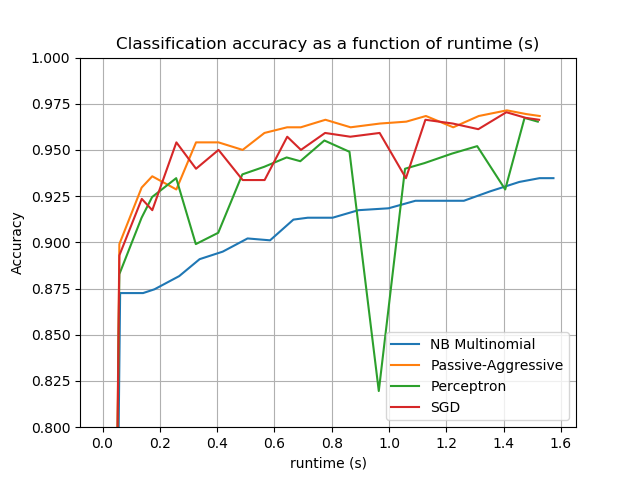 Classification accuracy as a function of runtime (s)
1.000
0.975
0.950
0.925
0.900
0.875
0.850
0.825
0.800
Accuracy
NB Multinomial
Passive-Aggressive
Perceptron
SGD
0.0 0.2 0.4 0.6 0.8 1.0 1.2 1.4 1.6
runtime (s)